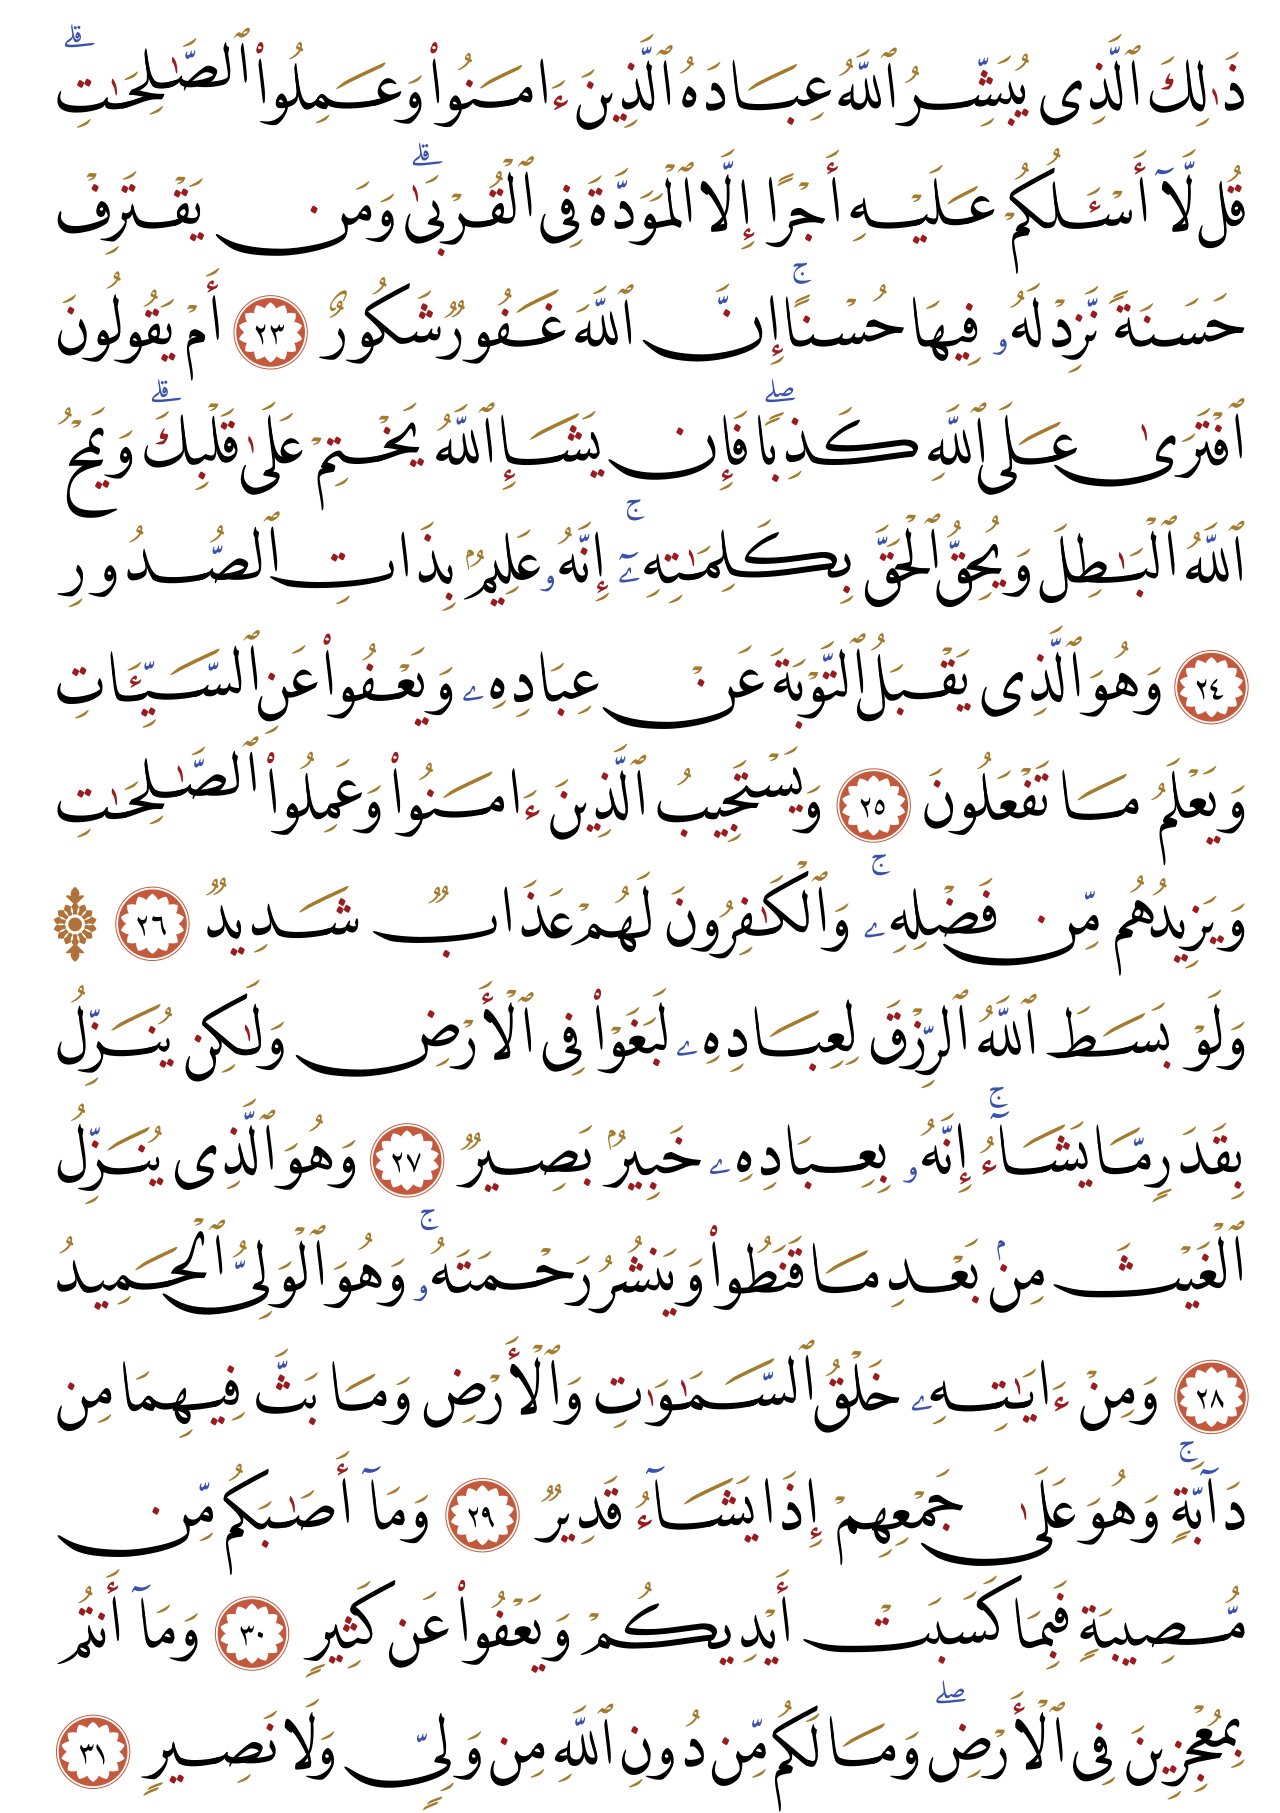 ذَٰلِكَ ٱلَّذِى يُبَشِّرُ ٱللَّهُ عِبَادَهُ ٱلَّذِينَ ءَامَنُوا۟ وَعَمِلُوا۟ ٱلصَّٰلِحَٰتِۗ
قُل لَّآ أَسْـَٔلُكُمْ عَلَيْهِ أَجْرًا إِلَّا ٱلْمَوَدَّةَ فِى ٱلْقُرْبَىٰۗ وَمَن يَقْتَرِفْ
حَسَنَةً نَّزِدْ لَهُۥ فِيهَا حُسْنًاۚ إِنَّ ٱللَّهَ غَفُورٌ شَكُورٌ ٢٣ أَمْ يَقُولُونَ
ٱفْتَرَىٰ عَلَى ٱللَّهِ كَذِبًاۖ فَإِن يَشَإِ ٱللَّهُ يَخْتِمْ عَلَىٰ قَلْبِكَۗ وَيَمْحُ
ٱللَّهُ ٱلْبَٰطِلَ وَيُحِقُّ ٱلْحَقَّ بِكَلِمَٰتِهِۦٓۚ إِنَّهُۥ عَلِيمٌۢ بِذَاتِ ٱلصُّدُورِ
٢٤ وَهُوَ ٱلَّذِى يَقْبَلُ ٱلتَّوْبَةَ عَنْ عِبَادِهِۦ وَيَعْفُوا۟ عَنِ ٱلسَّيِّـَٔاتِ
وَيَعْلَمُ مَا تَفْعَلُونَ ٢٥ وَيَسْتَجِيبُ ٱلَّذِينَ ءَامَنُوا۟ وَعَمِلُوا۟ ٱلصَّٰلِحَٰتِ
وَيَزِيدُهُم مِّن فَضْلِهِۦۚ وَٱلْكَٰفِرُونَ لَهُمْ عَذَابٌ شَدِيدٌ ٢٦ ۞
وَلَوْ بَسَطَ ٱللَّهُ ٱلرِّزْقَ لِعِبَادِهِۦ لَبَغَوْا۟ فِى ٱلْأَرْضِ وَلَٰكِن يُنَزِّلُ
بِقَدَرٍ مَّا يَشَآءُۚ إِنَّهُۥ بِعِبَادِهِۦ خَبِيرٌۢ بَصِيرٌ ٢٧ وَهُوَ ٱلَّذِى يُنَزِّلُ
ٱلْغَيْثَ مِنۢ بَعْدِ مَا قَنَطُوا۟ وَيَنشُرُ رَحْمَتَهُۥۚ وَهُوَ ٱلْوَلِىُّ ٱلْحَمِيدُ
٢٨ وَمِنْ ءَايَٰتِهِۦ خَلْقُ ٱلسَّمَٰوَٰتِ وَٱلْأَرْضِ وَمَا بَثَّ فِيهِمَا مِن
دَآبَّةٍۚ وَهُوَ عَلَىٰ جَمْعِهِمْ إِذَا يَشَآءُ قَدِيرٌ ٢٩ وَمَآ أَصَٰبَكُم مِّن
مُّصِيبَةٍ فَبِمَا كَسَبَتْ أَيْدِيكُمْ وَيَعْفُوا۟ عَن كَثِيرٍ ٣٠ وَمَآ أَنتُم
بِمُعْجِزِينَ فِى ٱلْأَرْضِۖ وَمَا لَكُم مِّن دُونِ ٱللَّهِ مِن وَلِىٍّ وَلَا نَصِيرٍ ٣١